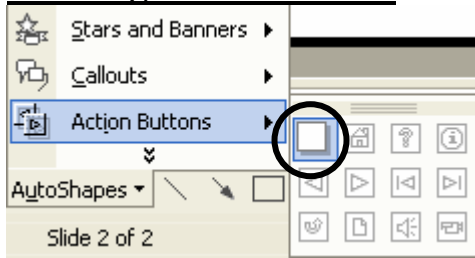 Stars and Banners
Callouts
Action Buttons
AutoShapes
Slide 2 of 2